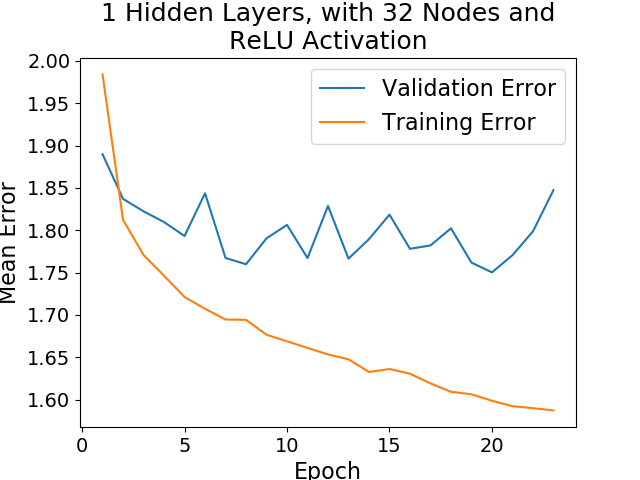 1 Hidden Layers, with 32 Nodes and
ReLU Activation
Validation Error
Training Error
2.00
1.95
1.90
1.85
1.80
1.75
1.70
1.65
1.60
Mean Error
0 5 10 15 20
Epoch